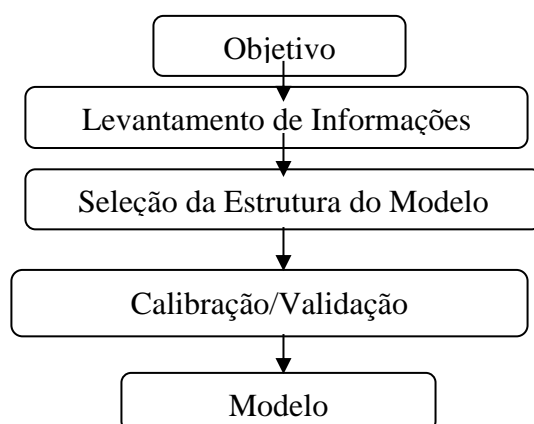 Objetivo
Levantamento de Informações
Seleção da Estrutura do Modelo
Calibração/Validação
Modelo